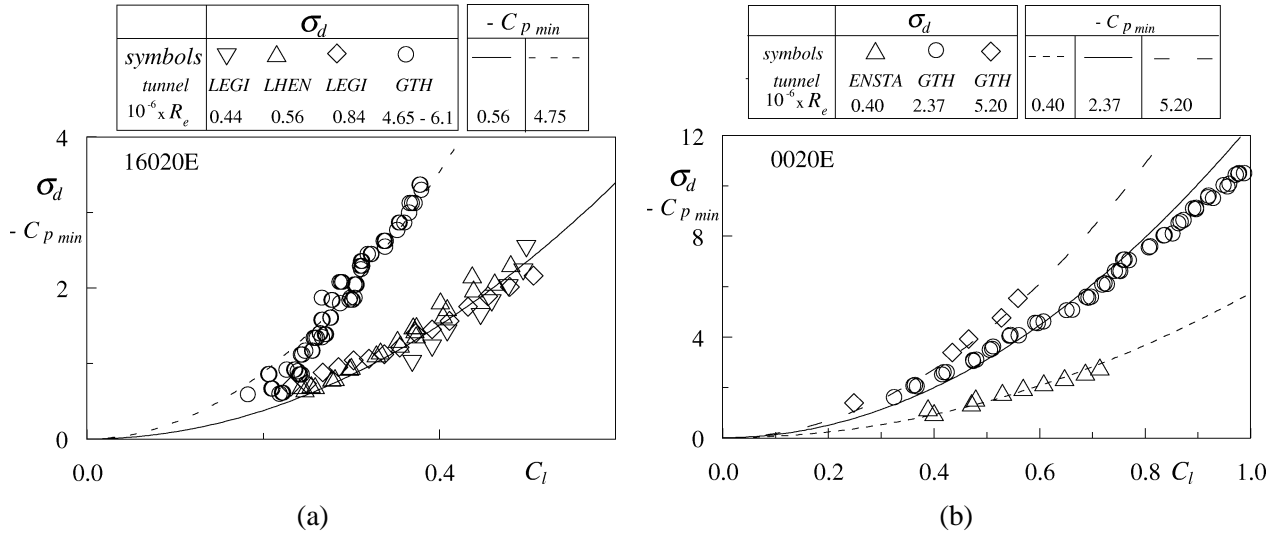 σd - Cp min
symbols
tunnel LEGI LHEN LEGI GTH
10^-6 x Re 0.44 0.56 0.84 4.65 - 6.1 0.56 4.75
4
16020E
σd
- Cp min
2
0
0.0 0.4 Cl
(a)
σd - Cp min
symbols
tunnel ENSTA GTH GTH
10^-6 x Re 0.40 2.37 5.20 0.40 2.37 5.20
12
0020E
σd
- Cp min
8
4
0
0.0 0.2 0.4 0.6 0.8 Cl 1.0
(b)